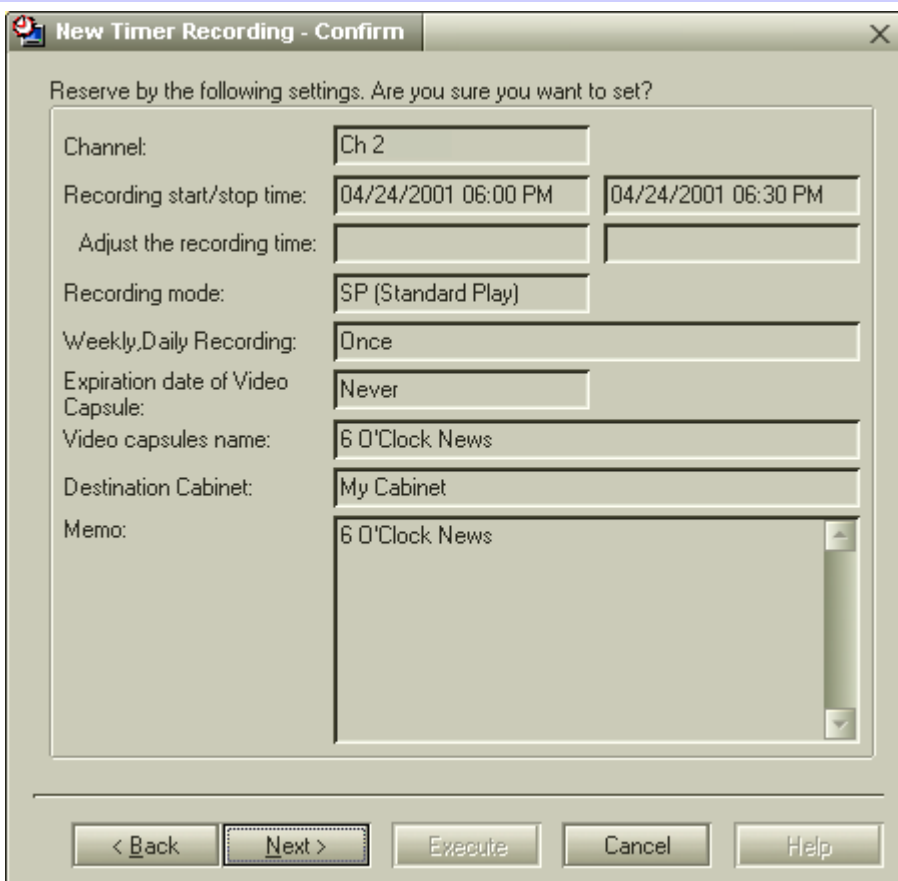 New Timer Recording - Confirm
Reserve by the following settings. Are you sure you want to set?
Channel: Ch 2
Recording start/stop time: 04/24/2001 06:00 PM 04/24/2001 06:30 PM
Adjust the recording time:
Recording mode: SP (Standard Play)
Weekly,Daily Recording: Once
Expiration date of Video
Capsule: Never
Video capsules name: 6 O'Clock News
Destination Cabinet: My Cabinet
Memo: 6 O'Clock News
< Back Next > Execute Cancel Help